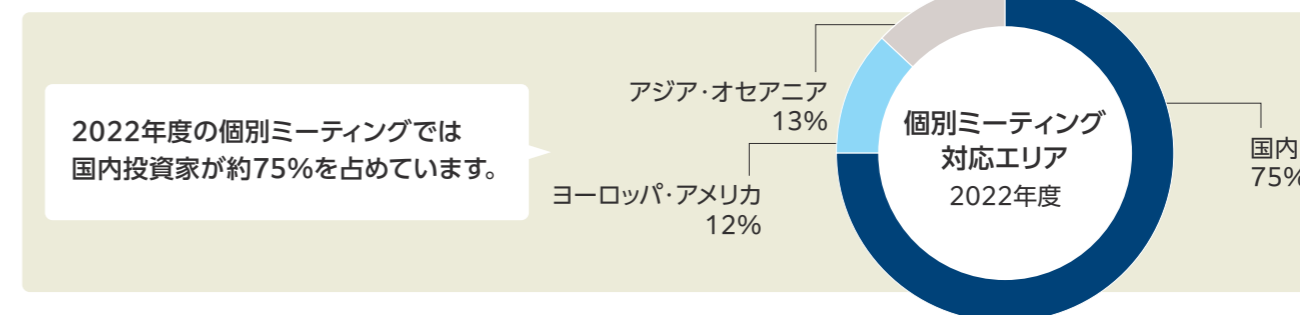 2022年度の個別ミーティングでは
国内投資家が約75%を占めています。
アジア・オセアニア
13%
ヨーロッパ・アメリカ
12%
個別ミーティング
対応エリア
2022年度
国内
75%